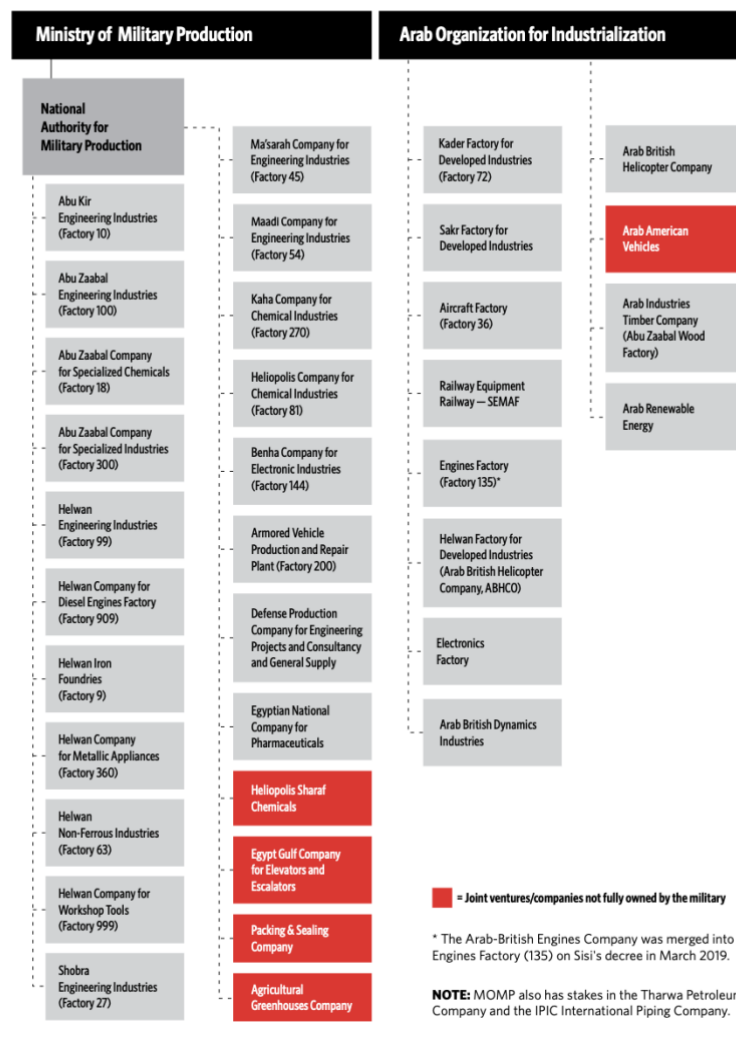 Ministry of Military Production
National
Authority for
Military Production
Abu Kir
Engineering Industries
(Factory 10)
Abu Zaabal
Engineering Industries
(Factory 100)
Abu Zaabal Company
for Specialized Chemicals
(Factory 18)
Abu Zaabal Company
for Specialized Industries
(Factory 300)
Helwan
Engineering Industries
(Factory 99)
Helwan Company for
Diesel Engines Factory
(Factory 909)
Helwan Iron
Foundries
(Factory 9)
Helwan Company
for Metallic Appliances
(Factory 360)
Helwan
Non-Ferrous Industries
(Factory 63)
Helwan Company for
Workshop Tools
(Factory 999)
Shobra
Engineering Industries
(Factory 27)
Ma'sarah Company for
Engineering Industries
(Factory 45)
Maadi Company for
Engineering Industries
(Factory 54)
Kaha Company for
Chemical Industries
(Factory 270)
Heliopolis Company for
Chemical Industries
(Factory 81)
Benha Company for
Electronic Industries
(Factory 144)
Armored Vehicle
Production and Repair
Plant (Factory 200)
Defense Production
Company for Engineering
Projects and Consultancy
and General Supply
Egyptian National
Company for
Pharmaceuticals
Heliopolis Sharaf
Chemicals
Egypt Gulf Company
for Elevators and
Escalators
Packing & Sealing
Company
Agricultural
Greenhouses Company
Arab Organization for Industrialization
Kader Factory for
Developed Industries
(Factory 72)
Sakr Factory for
Developed Industries
Aircraft Factory
(Factory 36)
Railway Equipment
Railway — SEMAF
Engines Factory
(Factory 135)*
Helwan Factory for
Developed Industries
(Arab British Helicopter
Company, ABHCO)
Electronics
Factory
Arab British Dynamics
Industries
Arab British
Helicopter Company
Arab American
Vehicles
Arab Industries
Timber Company
(Abu Zaabal Wood
Factory)
Arab Renewable
Energy
= Joint ventures/companies not fully owned by the military
* The Arab-British Engines Company was merged into
Engines Factory (135) on Sisi's decree in March 2019.
NOTE: MOMP also has stakes in the Tharwa Petroleu
Company and the IPIC International Piping Company.